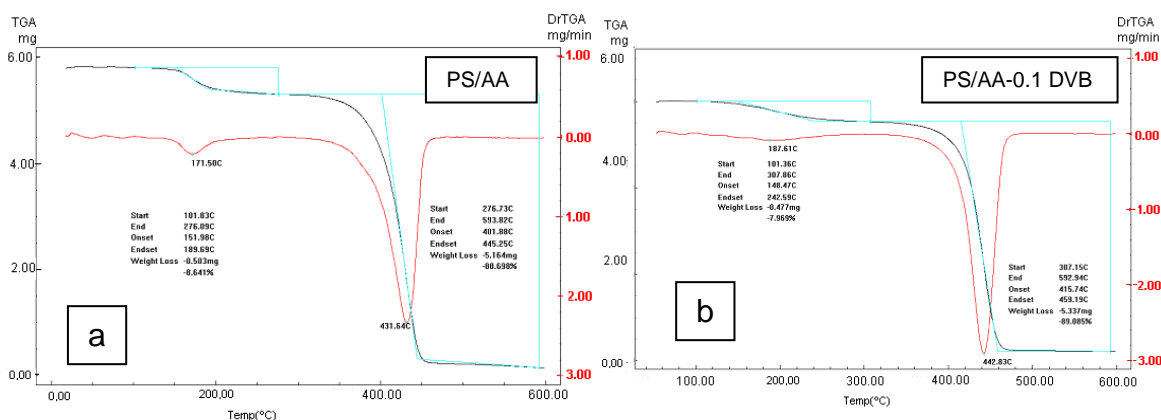 TGA
mg
DrTGA
mg/min
6.00
4.00
2.00
0.00
1.00
0.00
1.00
2.00
3.00
PS/AA
171.50C
Start 101.83C
End 276.09C
Onset 151.98C
Endset 189.69C
Weight Loss -0.503mg
-8.641%
Start 276.73C
End 593.82C
Onset 401.88C
Endset 445.25C
Weight Loss -5.164mg
-88.698%
431.64C
a
0.00
200.00
400.00
600.00
Temp(°C)
TGA
mg
DrTGA
mg/min
6.00
4.00
2.00
0.00
1.00
0.00
-1.00
-2.00
-3.00
PS/AA-0.1 DVB
187.61C
Start 101.36C
End 307.86C
Onset 148.47C
Endset 242.59C
Weight Loss -0.477mg
-7.969%
Start 307.15C
End 592.94C
Onset 415.74C
Endset 459.19C
Weight Loss -5.337mg
-89.085%
442.83C
b
100.00
200.00
300.00
400.00
500.00
600.00
Temp(°C)